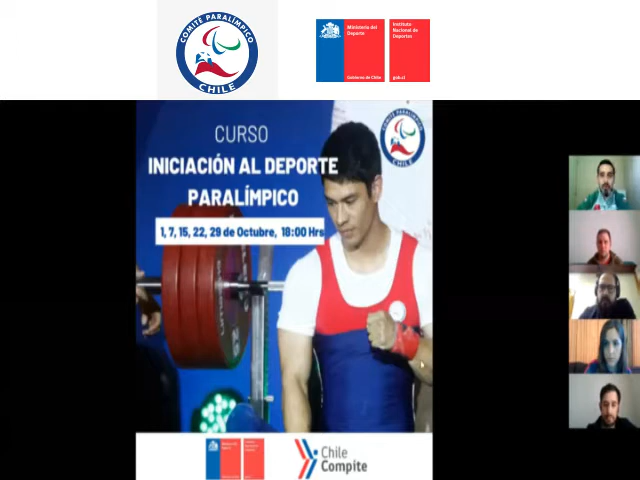 COMITÉ PARALÍMPICO
CHILE
Ministerio del
Deporte
Gobierno de Chile
Instituto
Nacional de
Deportes
gob.cl
CURSO
INICIACIÓN AL DEPORTE
PARALÍMPICO
1, 7, 15, 22, 29 de Octubre, 18:00 Hrs
COMITÉ PARALÍMPICO
CHILE
Chile
Compite